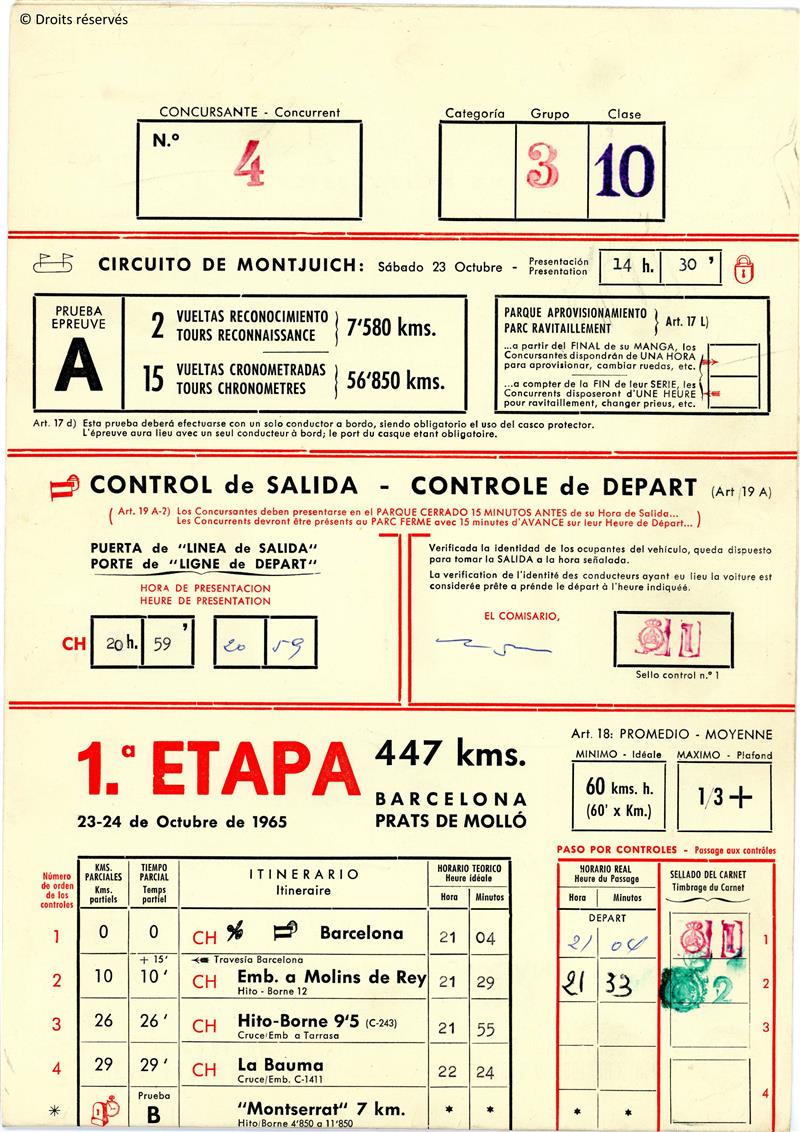 © Droits réservés
CONCURSANTE - Concurrent
Categoría Grupo Clase
N.º 4
3 10
CIRCUITO DE MONTJUICH: Sábado 23 Octubre - Presentación Presentation 14 h. 30 '
PRUEBA
EPREUVE
A
2 VUELTAS RECONOCIMIENTO
TOURS RECONNAISSANCE
7'580 kms.
15 VUELTAS CRONOMETRADAS
TOURS CHRONOMETRES
56'850 kms.
PARQUE APROVISIONAMIENTO
PARC RAVITAILLEMENT
Art. 17 L)
...a partir del FINAL de su MANGA, los
Concursantes dispondrán de UNA HORA
para aprovisionar, cambiar ruedas, etc.
...a compter de la FIN de leur SERIE, les
Concurrents disposeront d'UNE HEURE
pour ravitaillement, changer prieus, etc.
Art. 17 d) Esta prueba deberá efectuarse con un solo conductor a bordo, siendo obligatorio el uso del casco protector.
L'épreuve aura lieu avec un seul conducteur à bord; le port du casque etant obligatoire.
CONTROL de SALIDA - CONTROLE de DEPART (Art 19 A)
( Art. 19 A-2) Los Concursantes deben presentarse en el PARQUE CERRADO 15 MINUTOS ANTES de su Hora de Salida...
Les Concurrents devront être présents au PARC FERME avec 15 minutes d'AVANCE sur leur Heure de Départ... )
PUERTA de "LINEA de SALIDA"
PORTE de "LIGNE de DEPART"
HORA DE PRESENTACION
HEURE DE PRESENTATION
CH 20 h. 59 ' 20 59
Verificada la identidad de los ocupantes del vehículo, queda dispuesto
para tomar la SALIDA a la hora señalada.
La verification de l'identité des conducteurs ayant eu lieu la voiture est
considerée prête a prénde le départ à l'heure indiquéé.
EL COMISARIO,
1
Sello control n.º 1
1.ª ETAPA
447 kms.
BARCELONA
PRATS DE MOLLÓ
23-24 de Octubre de 1965
Art. 18: PROMEDIO - MOYENNE
MINIMO - Idéale MAXIMO - Plafond
60 kms. h.
(60' x Km.)
1/3 +
PASO POR CONTROLES - Passage aux contrôles
Número de orden de los controles
KMS. PARCIALES Kms. partiels
TIEMPO PARCIAL Temps partiel
ITINERARIO
Itineraire
HORARIO TEORICO
Heure idéale
Hora Minutos
HORARIO REAL
Heure du Passage
Hora Minutos
SELLADO DEL CARNET
Timbrage du Carnet
DEPART
1 0 0 CH Barcelona 21 04 21 04 1 1
+ 15' Travesía Barcelona
2 10 10' CH Emb. a Molins de Rey 21 29 21 33 2 2
Hito - Borne 12
3 26 26' CH Hito-Borne 9'5 (C-243) 21 55 3
Cruce/Emb a Tarrasa
4 29 29' CH La Bauma 22 24 4
Cruce/Emb. C-1411
* Prueba B "Montserrat" 7 km. * * * *
Hito/Borne 4'850 a 11'850